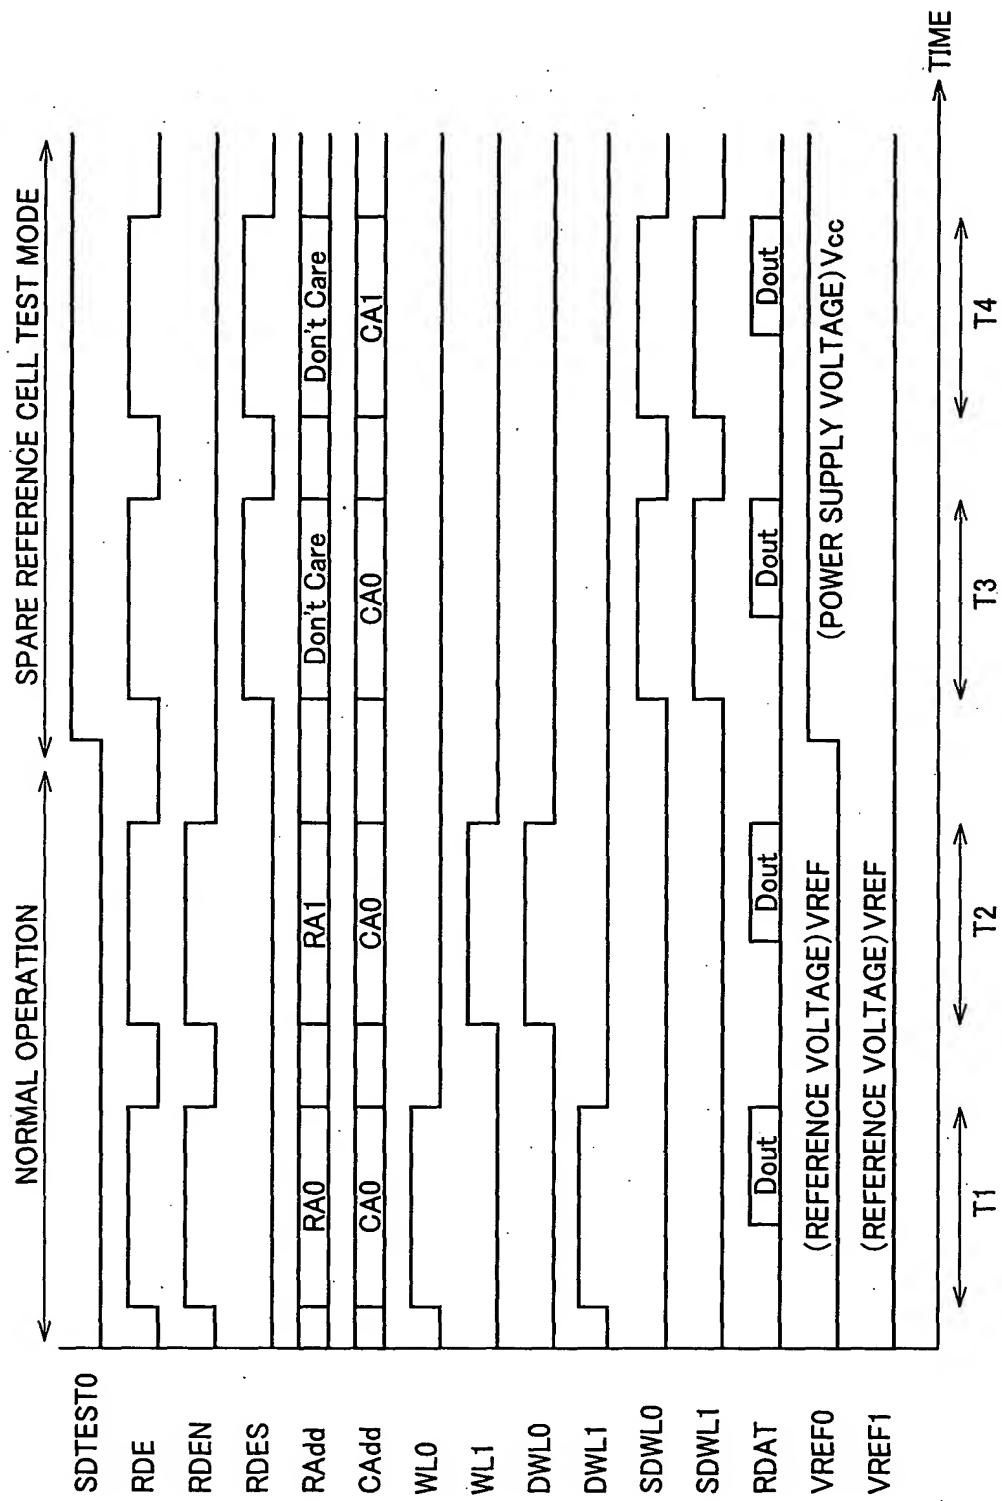 NORMAL OPERATION
SPARE REFERENCE CELL TEST MODE
SDTEST0
RDE
RDEN
RDES
RAdd
RA0
RA1
Don't Care
Don't Care
CAdd
CA0
CA0
CA0
CA1
WL0
WL1
DWL0
DWL1
SDWL0
SDWL1
RDAT
Dout
Dout
Dout
Dout
VREF0
(REFERENCE VOLTAGE)VREF
(POWER SUPPLY VOLTAGE)Vcc
VREF1
(REFERENCE VOLTAGE)VREF
TIME
T1
T2
T3
T4